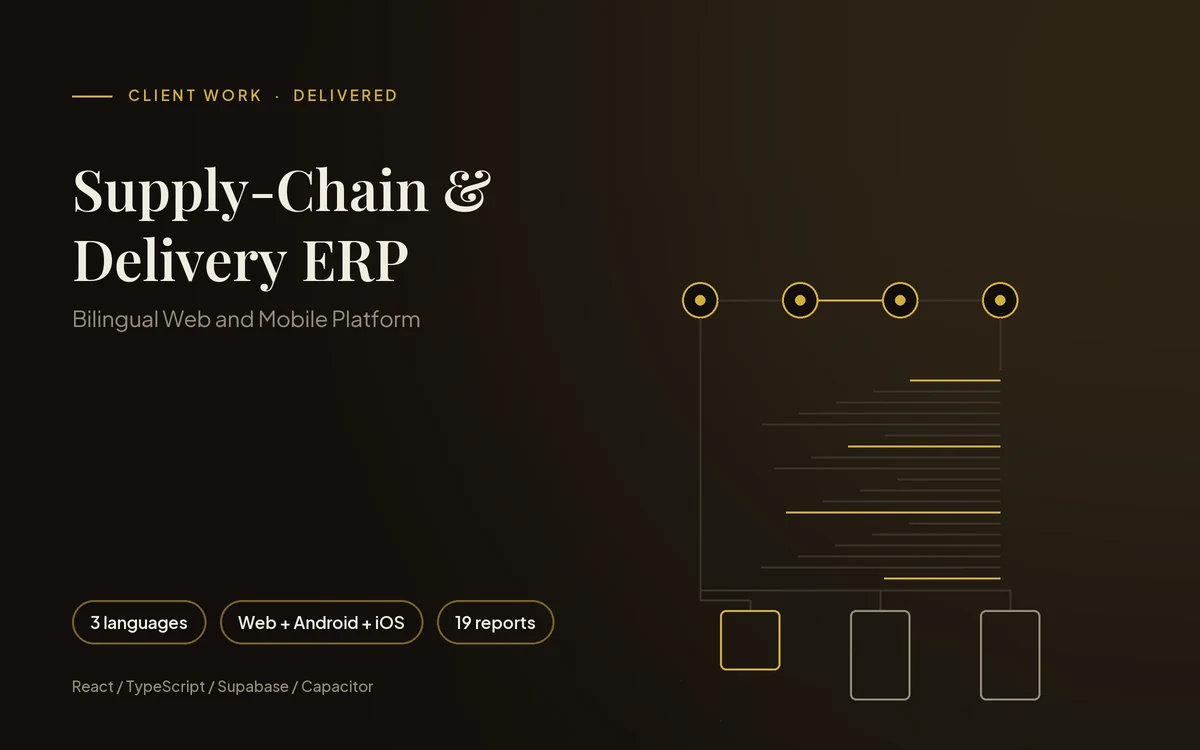 CLIENT WORK · DELIVERED
Supply-Chain &
Delivery ERP
Bilingual Web and Mobile Platform
3 languages
Web + Android + iOS
19 reports
React / TypeScript / Supabase / Capacitor